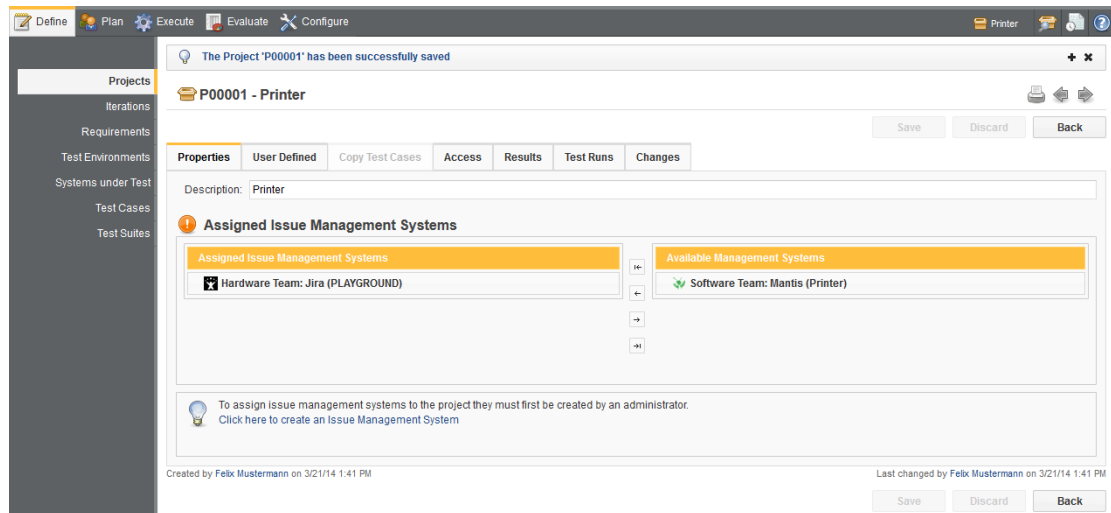 Define Plan Execute Evaluate Configure Printer
The Project 'P00001' has been successfully saved
Projects
Iterations
Requirements
Test Environments
Systems under Test
Test Cases
Test Suites
P00001 - Printer
Save Discard Back
Properties User Defined Copy Test Cases Access Results Test Runs Changes
Description: Printer
Assigned Issue Management Systems
Assigned Issue Management Systems
Hardware Team: Jira (PLAYGROUND)
Available Management Systems
Software Team: Mantis (Printer)
To assign issue management systems to the project they must first be created by an administrator.
Click here to create an Issue Management System
Created by Felix Mustermann on 3/21/14 1:41 PM
Last changed by Felix Mustermann on 3/21/14 1:41 PM
Save Discard Back